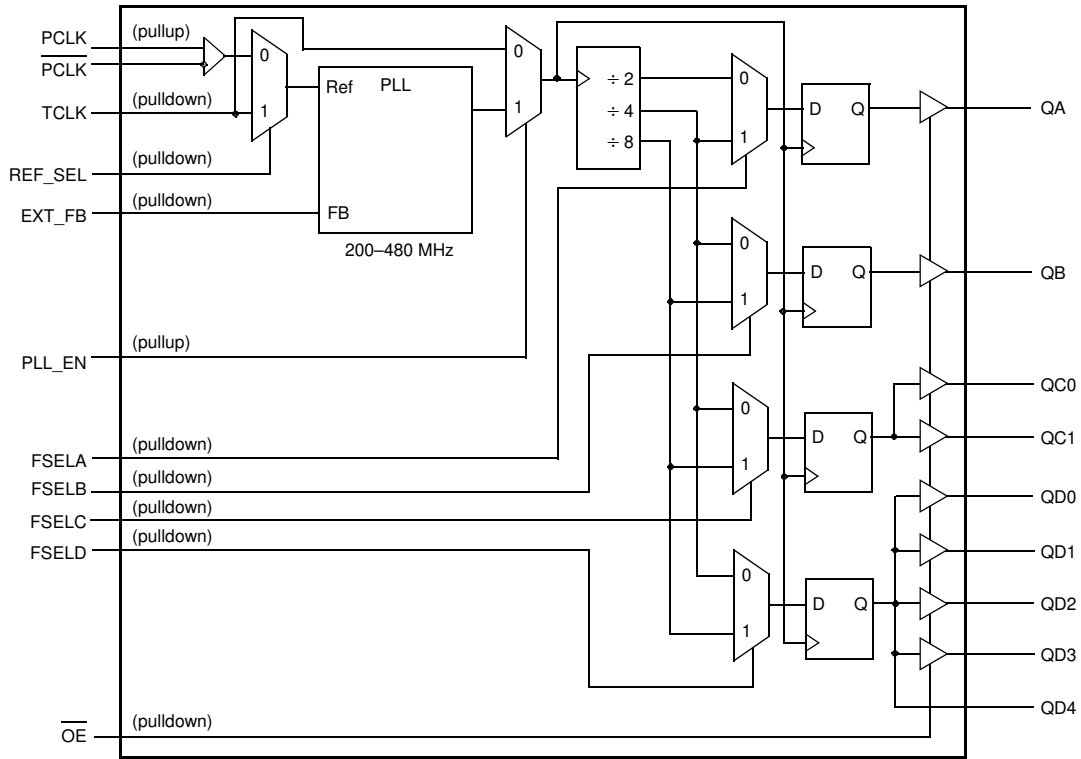 PCLK (pullup)
PCLK
TCLK (pulldown)
REF_SEL (pulldown)
EXT_FB (pulldown)
0
1
Ref PLL
FB
200–480 MHz
0
1
÷ 2
÷ 4
÷ 8
0
1
D Q
QA
0
1
D Q
QB
PLL_EN (pullup)
0
1
D Q
QC0
QC1
FSELA (pulldown)
FSELB (pulldown)
FSELC (pulldown)
FSELD (pulldown)
0
1
D Q
QD0
QD1
QD2
QD3
QD4
OE (pulldown)